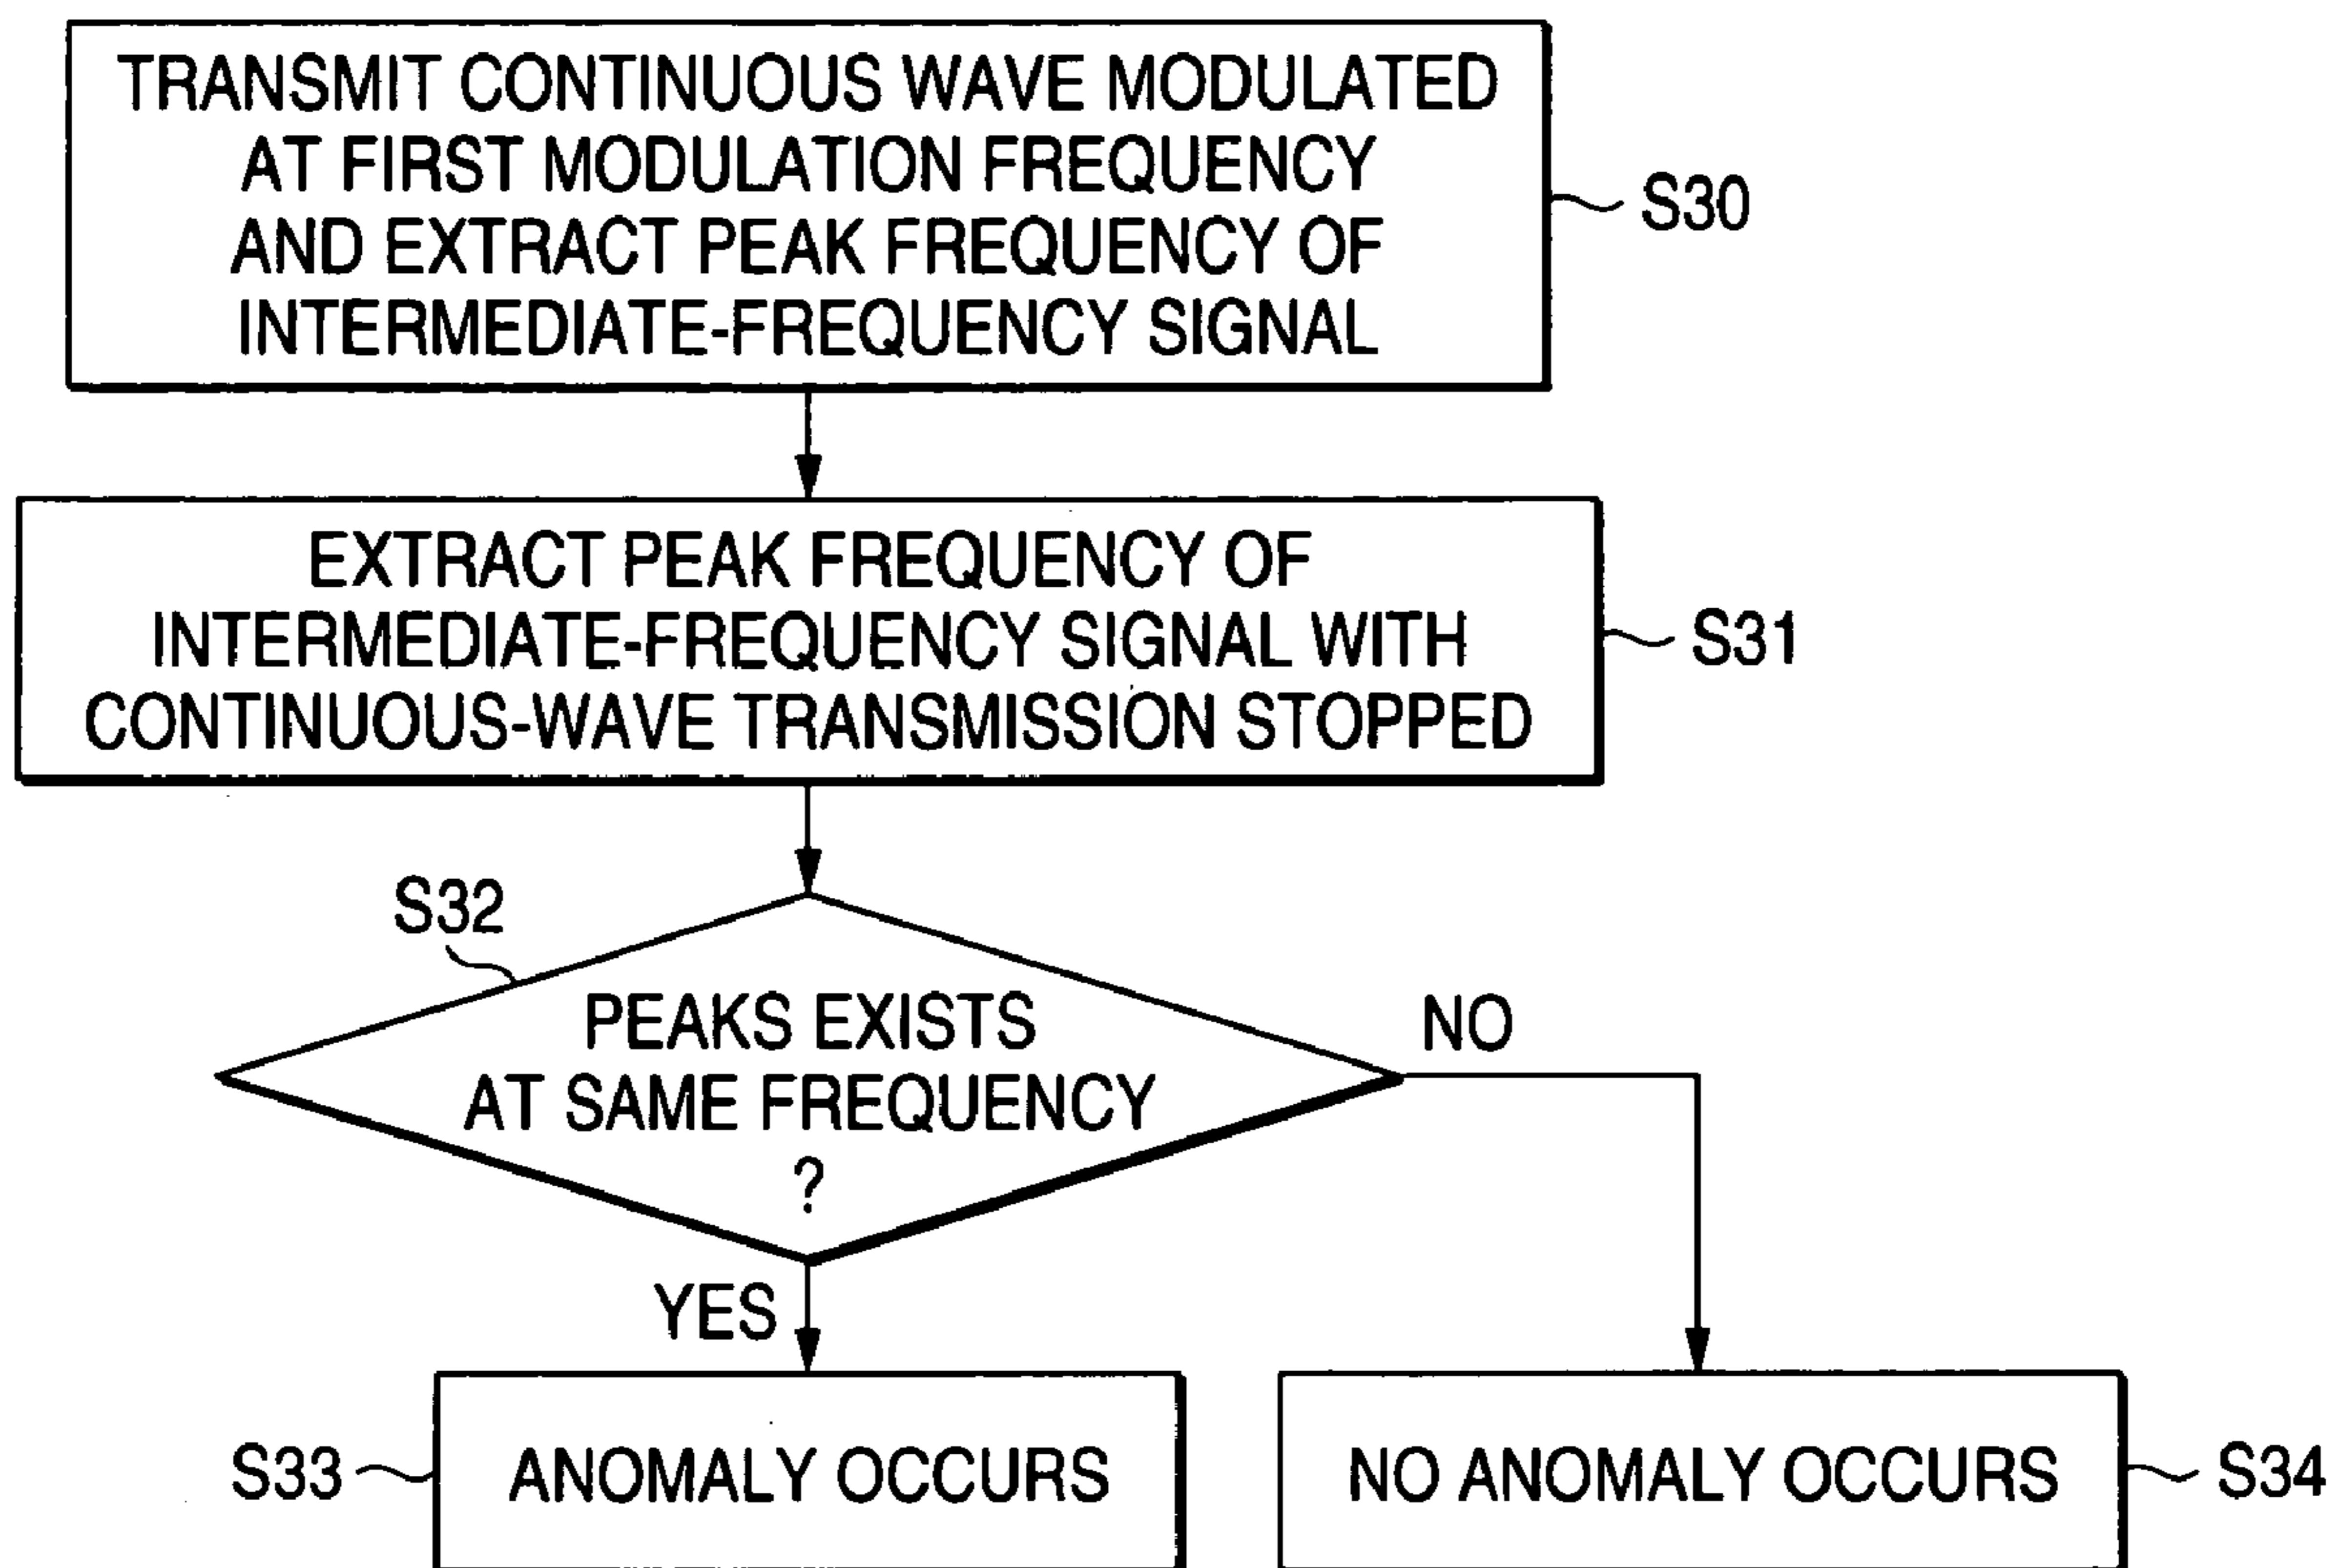 TRANSMIT CONTINUOUS WAVE MODULATED
AT FIRST MODULATION FREQUENCY
AND EXTRACT PEAK FREQUENCY OF
INTERMEDIATE-FREQUENCY SIGNAL
S30
EXTRACT PEAK FREQUENCY OF
INTERMEDIATE-FREQUENCY SIGNAL WITH
CONTINUOUS-WAVE TRANSMISSION STOPPED
S31
S32
PEAKS EXISTS
AT SAME FREQUENCY
?
NO
YES
S33
ANOMALY OCCURS
NO ANOMALY OCCURS
S34